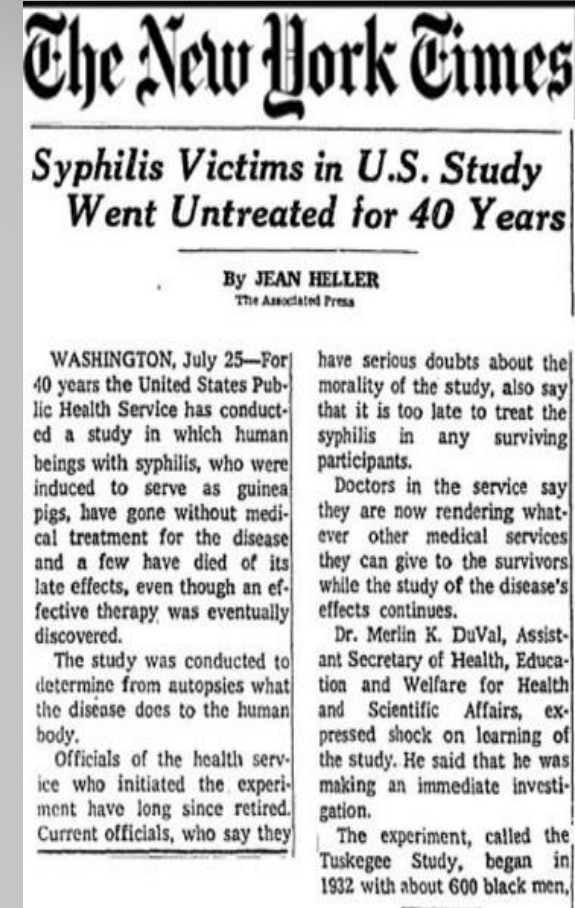 The New York Times
Syphilis Victims in U.S. Study
Went Untreated for 40 Years
By JEAN HELLER
The Associated Press
WASHINGTON, July 25—For
40 years the United States Pub-
lic Health Service has conduct-
ed a study in which human
beings with syphilis, who were
induced to serve as guinea
pigs, have gone without medi-
cal treatment for the disease
and a few have died of its
late effects, even though an ef-
fective therapy was eventually
discovered.
The study was conducted to
determine from autopsies what
the disease does to the human
body.
Officials of the health serv-
ice who initiated the experi-
ment have long since retired.
Current officials, who say they
have serious doubts about the
morality of the study, also say
that it is too late to treat the
syphilis in any surviving
participants.
Doctors in the service say
they are now rendering what-
ever other medical services
they can give to the survivors
while the study of the disease's
effects continues.
Dr. Merlin K. DuVal, Assist-
ant Secretary of Health, Educa-
tion and Welfare for Health
and Scientific Affairs, ex-
pressed shock on learning of
the study. He said that he was
making an immediate investi-
gation.
The experiment, called the
Tuskegee Study, began in
1932 with about 600 black men,